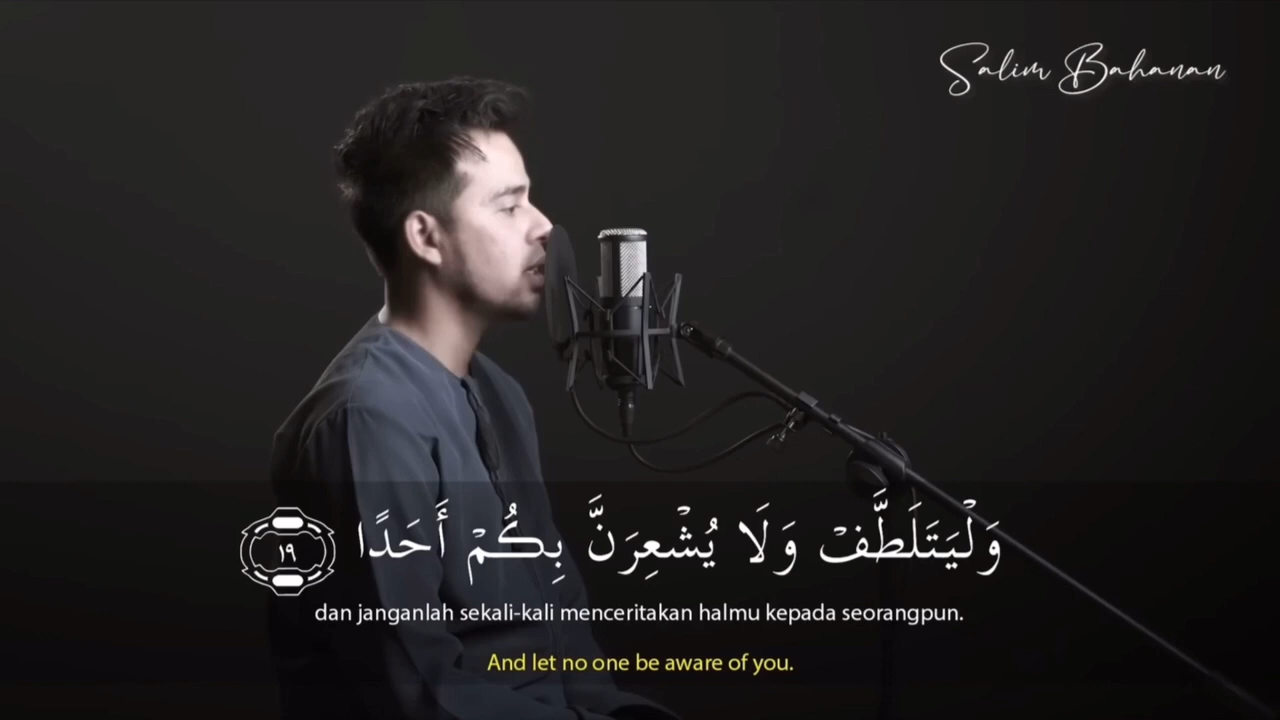 Salim Bahanan
وَلْيَتَلَطَّفْ وَلَا يُشْعِرَنَّ بِكُمْ أَحَدًا ١٩
dan janganlah sekali-kali menceritakan halmu kepada seorangpun.
And let no one be aware of you.